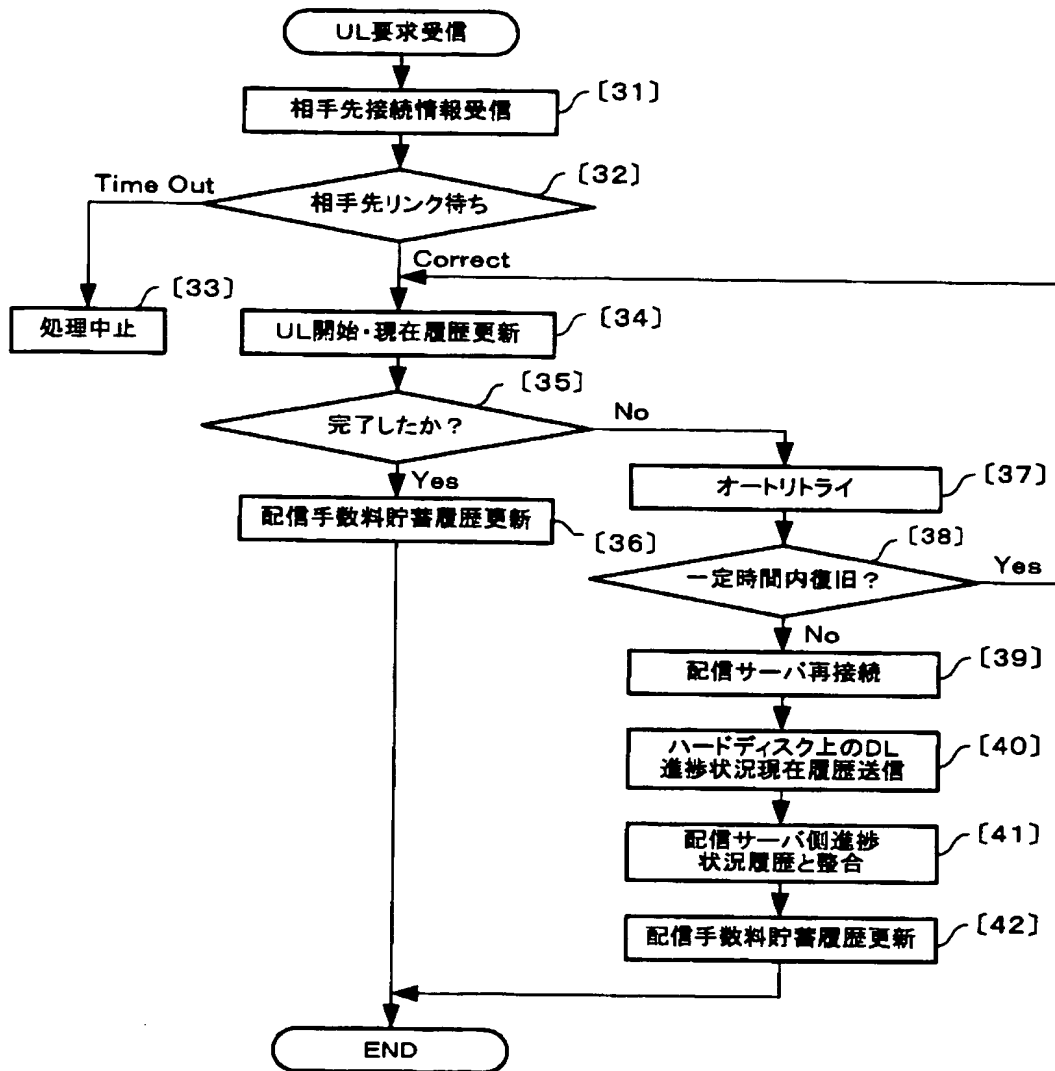 UL要求受信
相手先接続情報受信
〔31〕
相手先リンク待ち
〔32〕
Time Out
Correct
処理中止
〔33〕
UL開始・現在履歴更新
〔34〕
完了したか?
〔35〕
No
Yes
配信手数料貯蓄履歴更新
〔36〕
オートリトライ
〔37〕
一定時間内復旧?
〔38〕
Yes
No
配信サーバ再接続
〔39〕
ハードディスク上のDL
進捗状況現在履歴送信
〔40〕
配信サーバ側進捗
状況履歴と整合
〔41〕
配信手数料貯蓄履歴更新
〔42〕
END